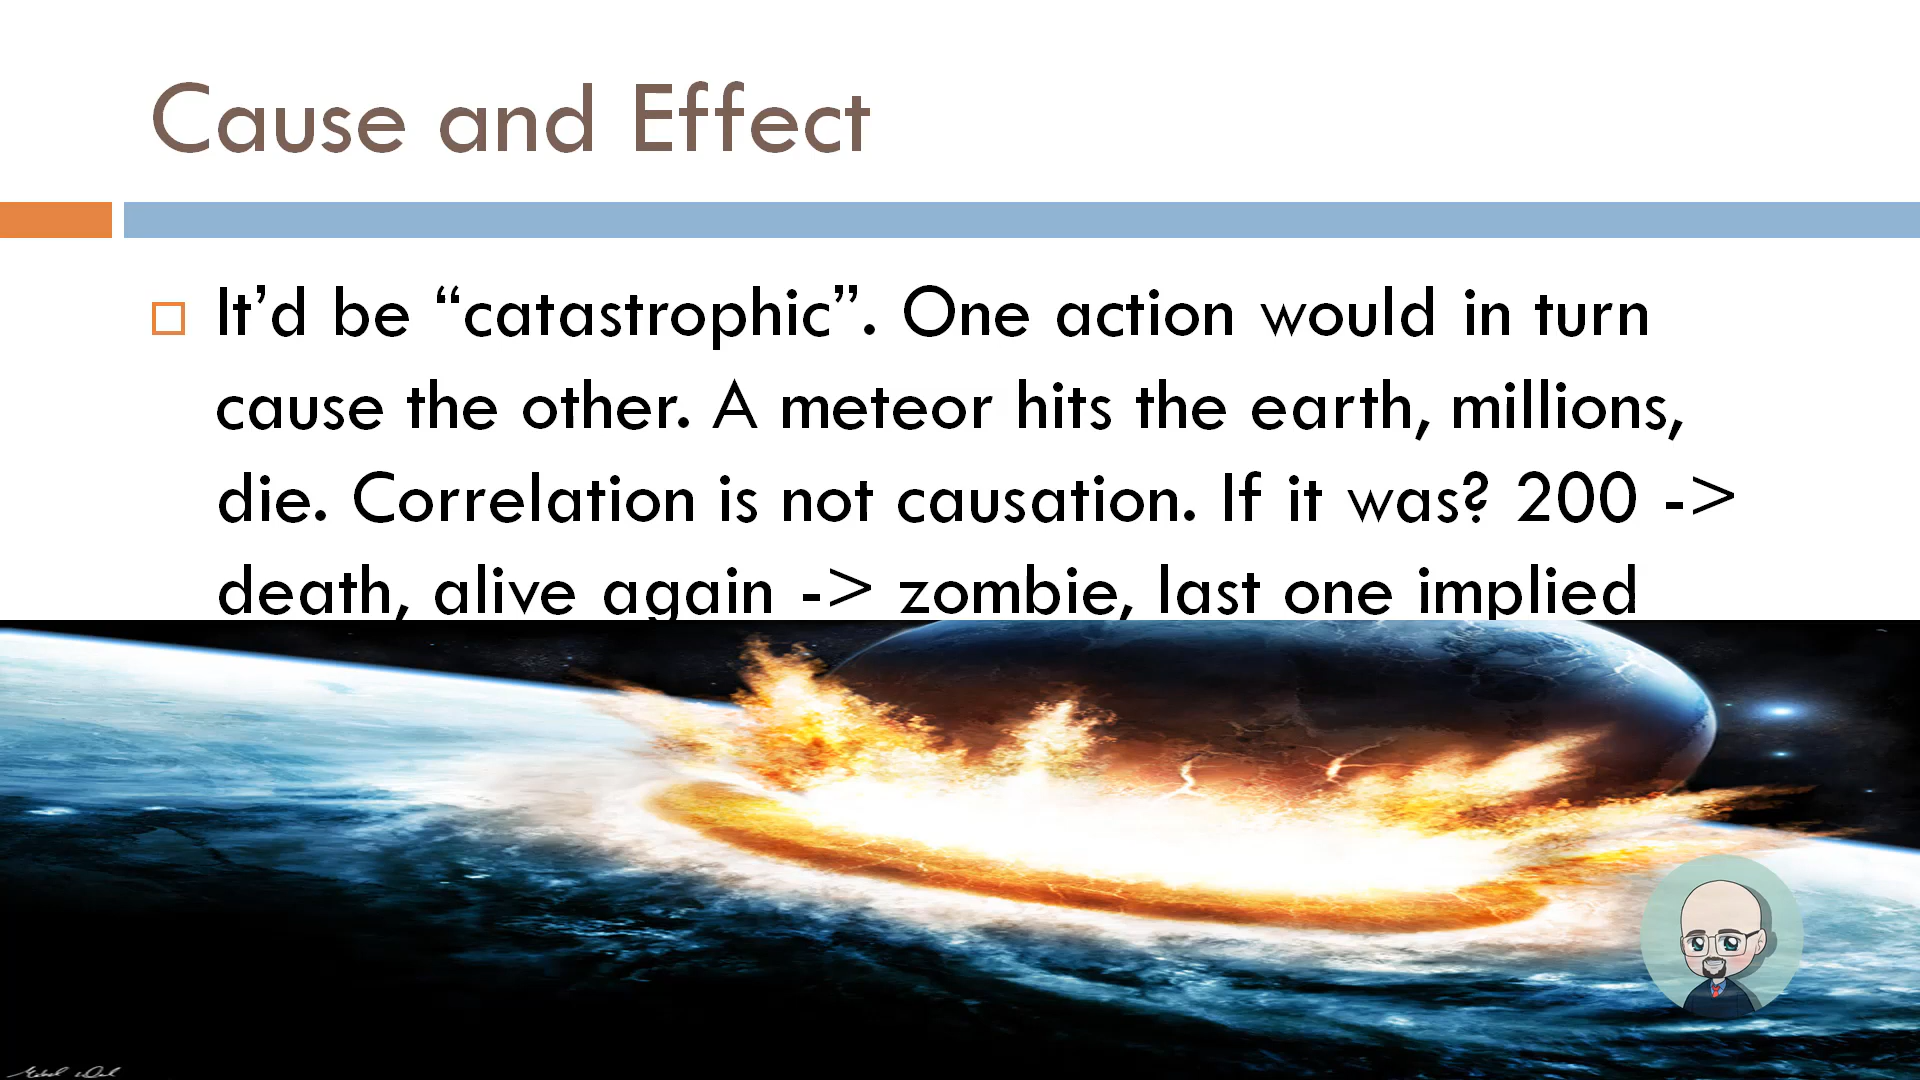 Cause and Effect
It’d be “catastrophic”. One action would in turn
cause the other. A meteor hits the earth, millions,
die. Correlation is not causation. If it was? 200 ->
death, alive again -> zombie, last one implied